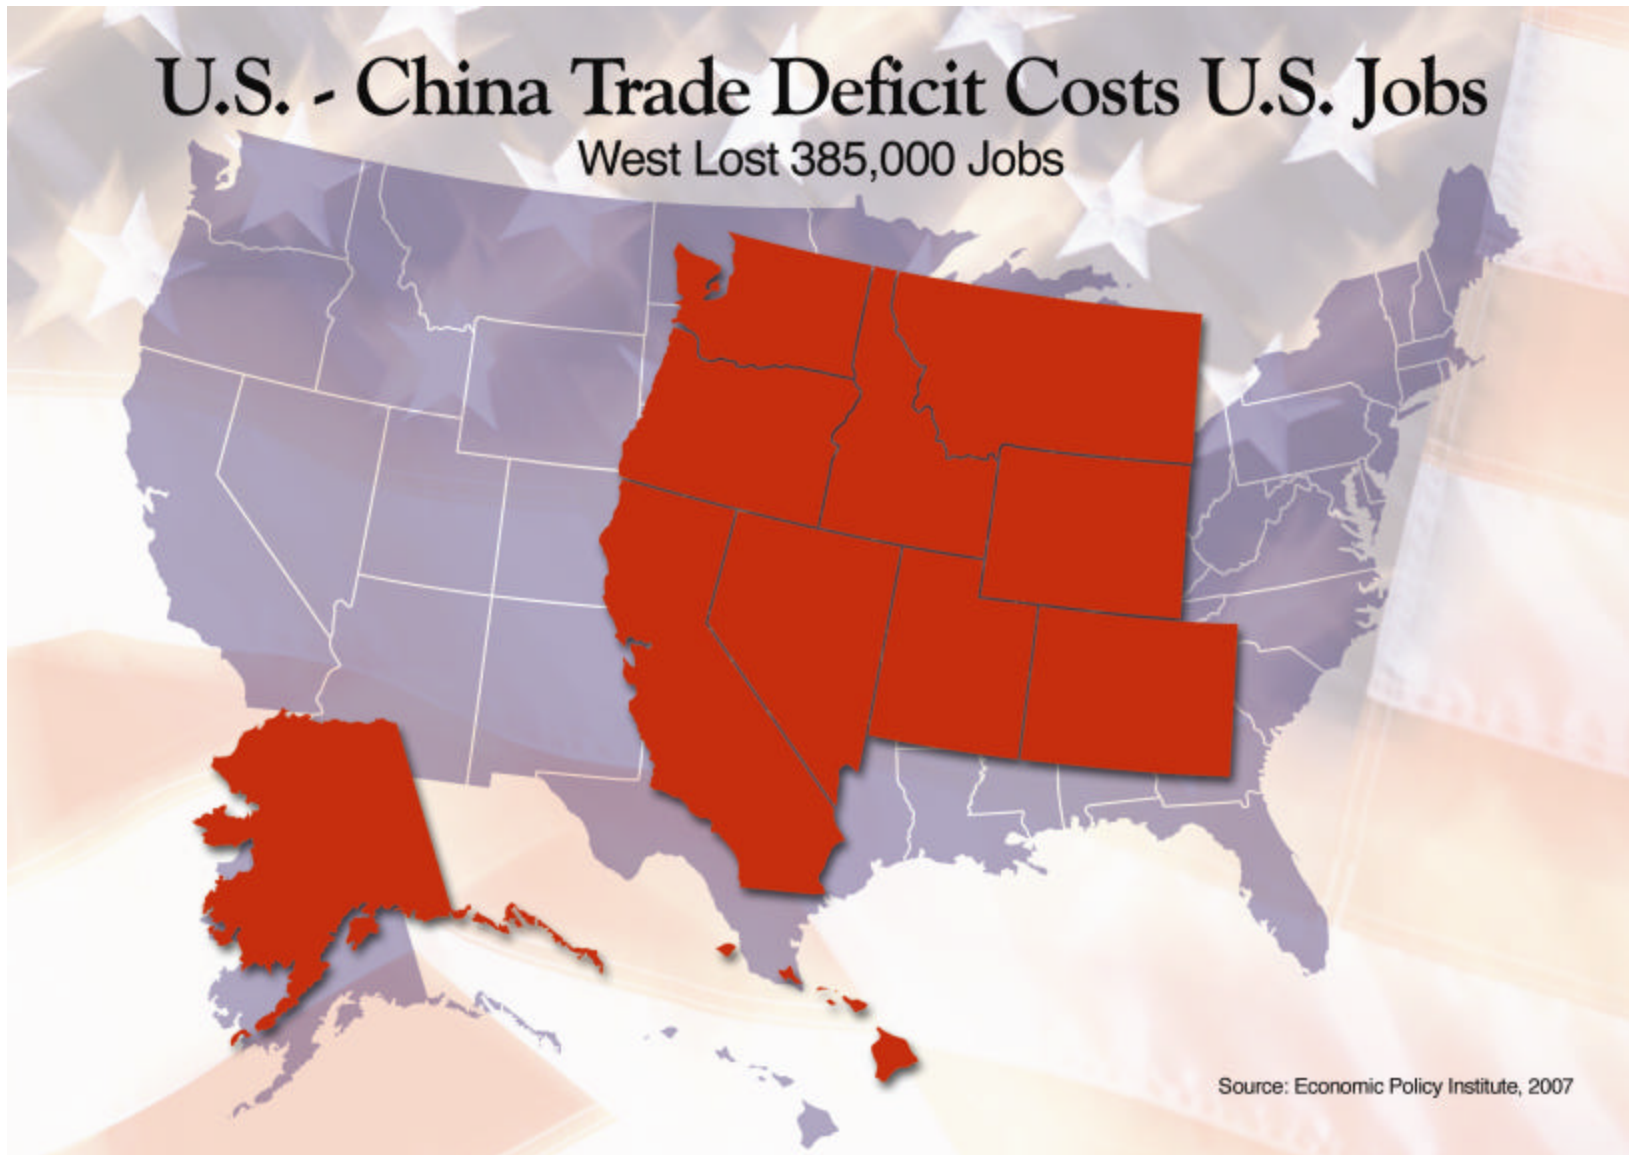 U.S. - China Trade Deficit Costs U.S. Jobs
West Lost 385,000 Jobs
Source: Economic Policy Institute, 2007